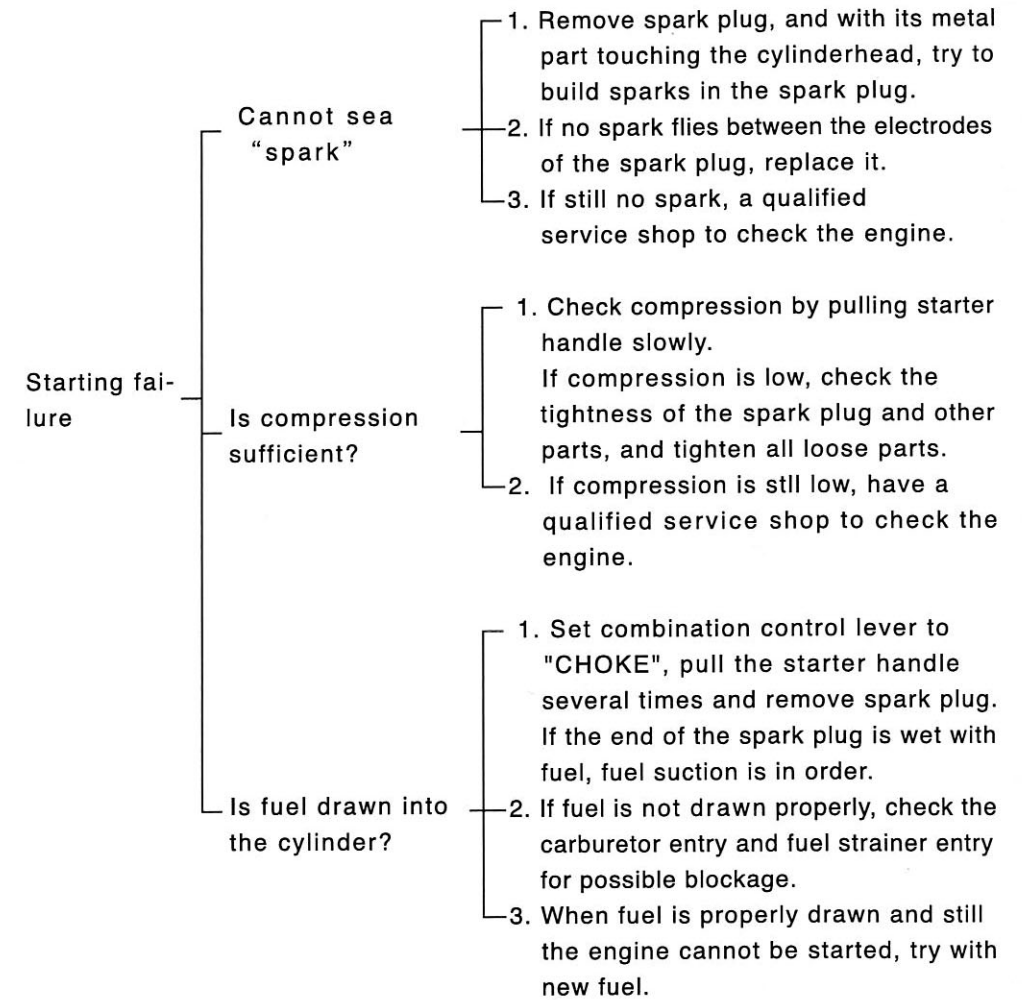 Starting fai-
lure
Cannot sea
“spark”
1. Remove spark plug, and with its metal
part touching the cylinderhead, try to
build sparks in the spark plug.
2. If no spark flies between the electrodes
of the spark plug, replace it.
3. If still no spark, a qualified
service shop to check the engine.
Is compression
sufficient?
1. Check compression by pulling starter
handle slowly.
If compression is low, check the
tightness of the spark plug and other
parts, and tighten all loose parts.
2. If compression is stll low, have a
qualified service shop to check the
engine.
Is fuel drawn into
the cylinder?
1. Set combination control lever to
"CHOKE", pull the starter handle
several times and remove spark plug.
If the end of the spark plug is wet with
fuel, fuel suction is in order.
2. If fuel is not drawn properly, check the
carburetor entry and fuel strainer entry
for possible blockage.
3. When fuel is properly drawn and still
the engine cannot be started, try with
new fuel.